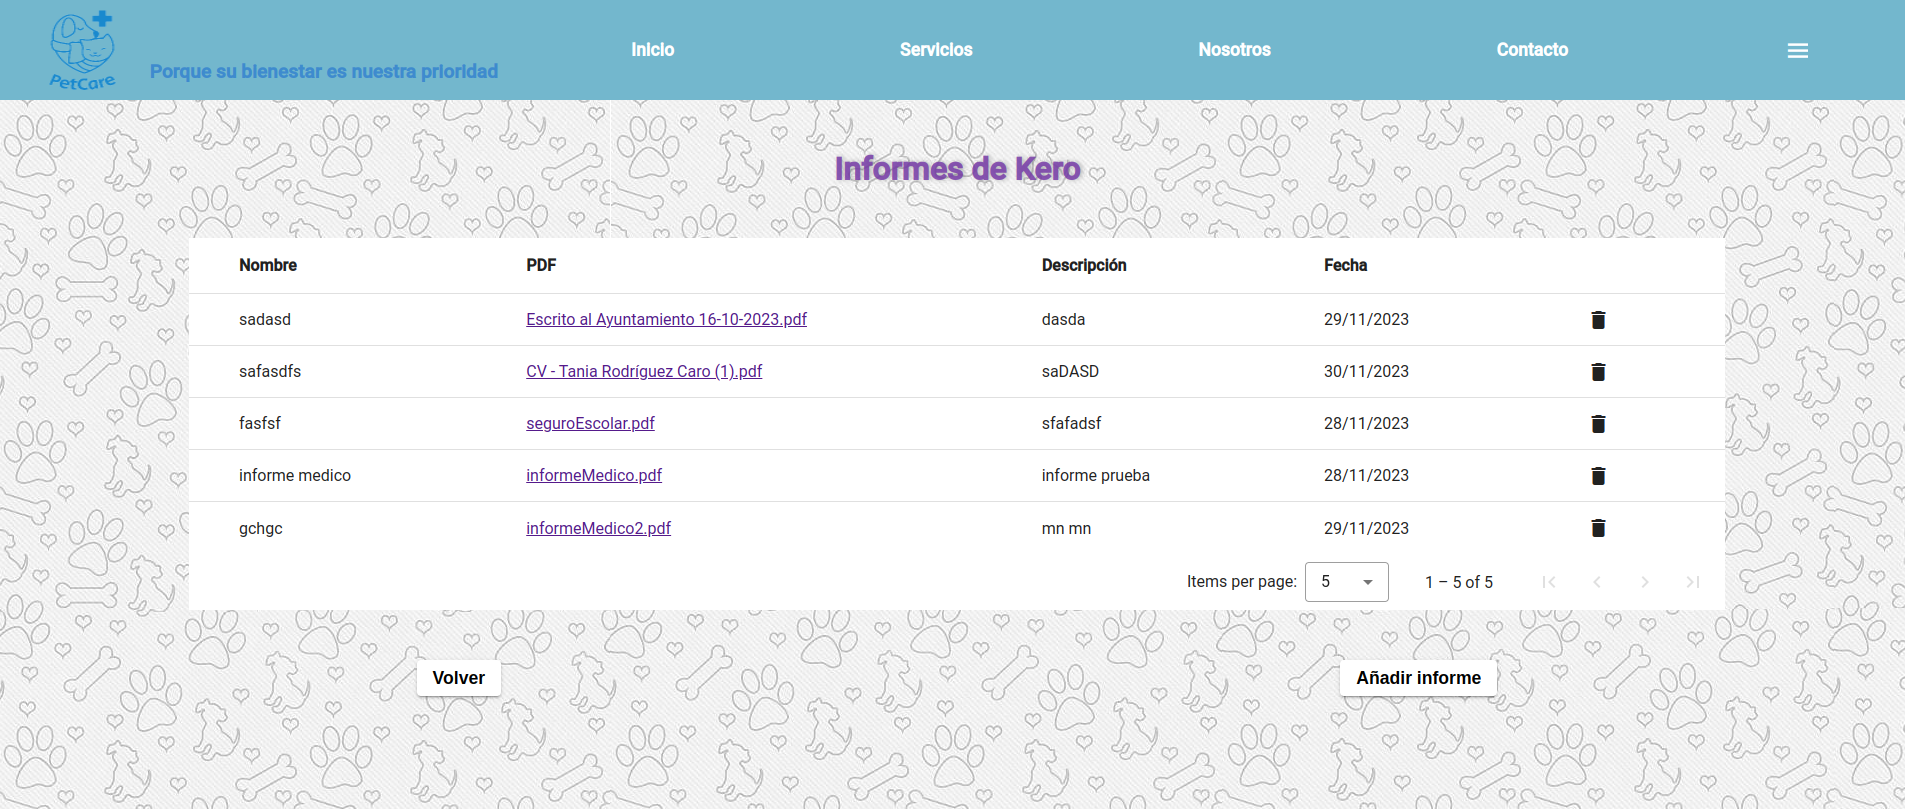 PetCare
Porque su bienestar es nuestra prioridad
Inicio
Servicios
Nosotros
Contacto
Informes de Kero
Nombre PDF Descripción Fecha
sadasd Escrito al Ayuntamiento 16-10-2023.pdf dasda 29/11/2023
safasdfs CV - Tania Rodríguez Caro (1).pdf saDASD 30/11/2023
fasfsf seguroEscolar.pdf sfafadsf 28/11/2023
informe medico informeMedico.pdf informe prueba 28/11/2023
gchgc informeMedico2.pdf mn mn 29/11/2023
Items per page: 5 1 – 5 of 5
Volver
Añadir informe